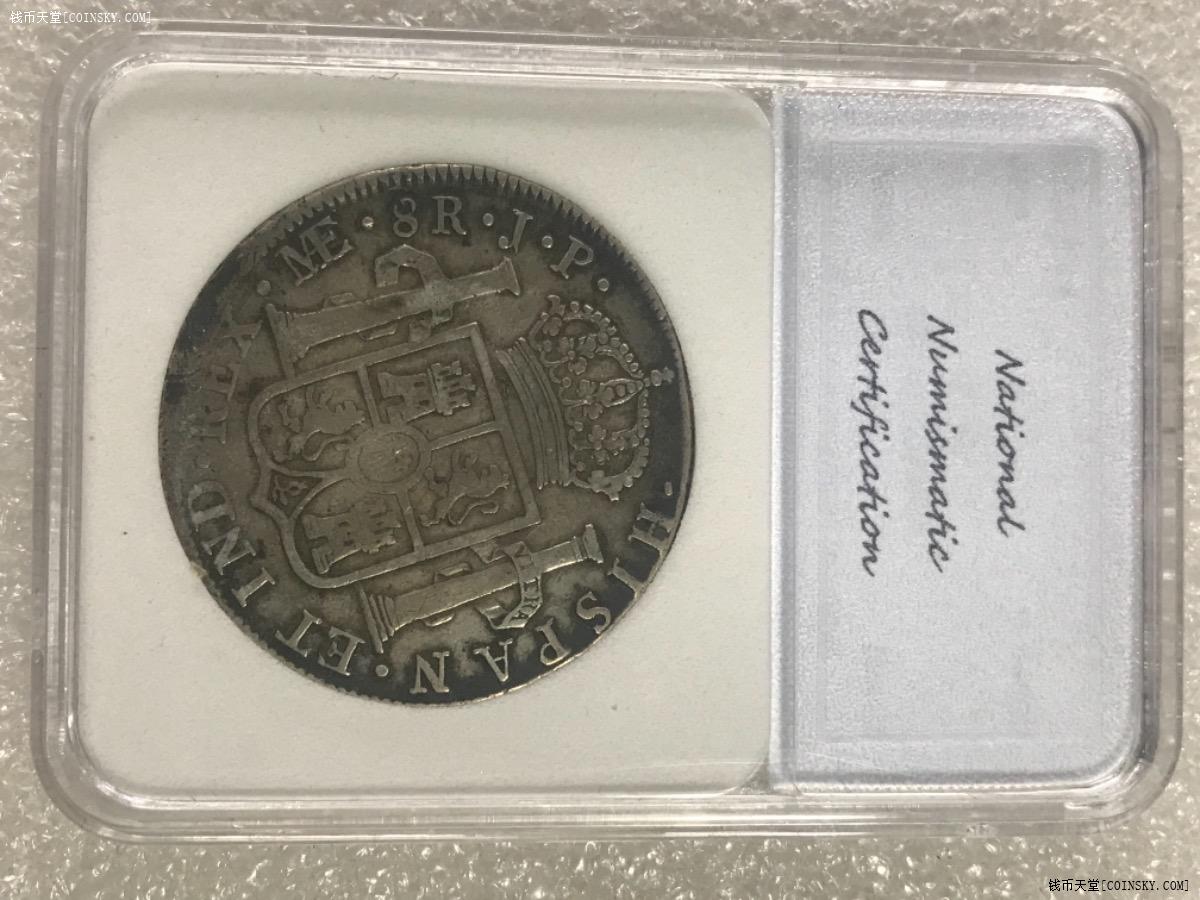 钱币天堂[COINSKY.COM]
· HISPAN · ET IND · REX · ME · 8R · J · P ·
National
Numismatic
Certification
钱币天堂[COINSKY.COM]